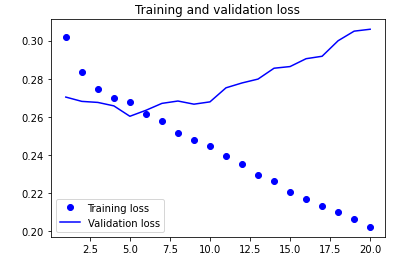 Training and validation loss
0.30
0.28
0.26
0.24
0.22
0.20
Training loss
Validation loss
2.5 5.0 7.5 10.0 12.5 15.0 17.5 20.0